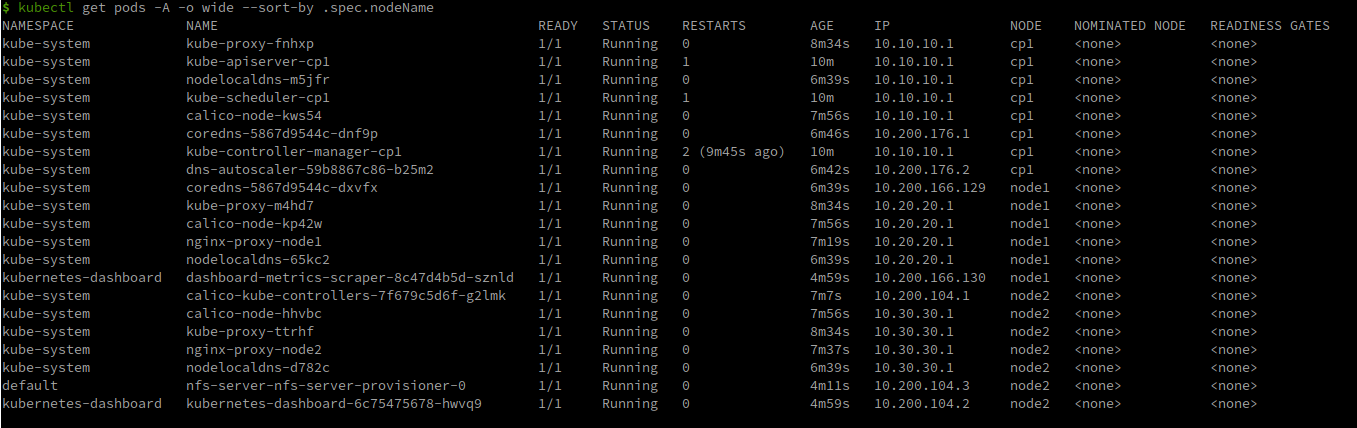 $ kubectl get pods -A -o wide --sort-by .spec.nodeName
NAMESPACE NAME READY STATUS RESTARTS AGE IP NODE NOMINATED NODE READINESS GATES
kube-system kube-proxy-fnhxp 1/1 Running 0 8m34s 10.10.10.1 cp1 <none> <none>
kube-system kube-apiserver-cp1 1/1 Running 1 10m 10.10.10.1 cp1 <none> <none>
kube-system nodelocaldns-m5jfr 1/1 Running 0 6m39s 10.10.10.1 cp1 <none> <none>
kube-system kube-scheduler-cp1 1/1 Running 1 10m 10.10.10.1 cp1 <none> <none>
kube-system calico-node-kws54 1/1 Running 0 7m56s 10.10.10.1 cp1 <none> <none>
kube-system coredns-5867d9544c-dnf9p 1/1 Running 0 6m46s 10.200.176.1 cp1 <none> <none>
kube-system kube-controller-manager-cp1 1/1 Running 2 (9m45s ago) 10m 10.10.10.1 cp1 <none> <none>
kube-system dns-autoscaler-59b8867c86-b25m2 1/1 Running 0 6m42s 10.200.176.2 cp1 <none> <none>
kube-system coredns-5867d9544c-dxvfx 1/1 Running 0 6m39s 10.200.166.129 node1 <none> <none>
kube-system kube-proxy-m4hd7 1/1 Running 0 8m34s 10.20.20.1 node1 <none> <none>
kube-system calico-node-kp42w 1/1 Running 0 7m56s 10.20.20.1 node1 <none> <none>
kube-system nginx-proxy-node1 1/1 Running 0 7m19s 10.20.20.1 node1 <none> <none>
kube-system nodelocaldns-65kc2 1/1 Running 0 6m39s 10.20.20.1 node1 <none> <none>
kubernetes-dashboard dashboard-metrics-scraper-8c47d4b5d-sznld 1/1 Running 0 4m59s 10.200.166.130 node1 <none> <none>
kube-system calico-kube-controllers-7f679c5d6f-g2lmk 1/1 Running 0 7m7s 10.200.104.1 node2 <none> <none>
kube-system calico-node-hhvbc 1/1 Running 0 7m56s 10.30.30.1 node2 <none> <none>
kube-system kube-proxy-ttrhf 1/1 Running 0 8m34s 10.30.30.1 node2 <none> <none>
kube-system nginx-proxy-node2 1/1 Running 0 7m37s 10.30.30.1 node2 <none> <none>
kube-system nodelocaldns-d782c 1/1 Running 0 6m39s 10.30.30.1 node2 <none> <none>
default nfs-server-nfs-server-provisioner-0 1/1 Running 0 4m11s 10.200.104.3 node2 <none> <none>
kubernetes-dashboard kubernetes-dashboard-6c75475678-hwvq9 1/1 Running 0 4m59s 10.200.104.2 node2 <none> <none>